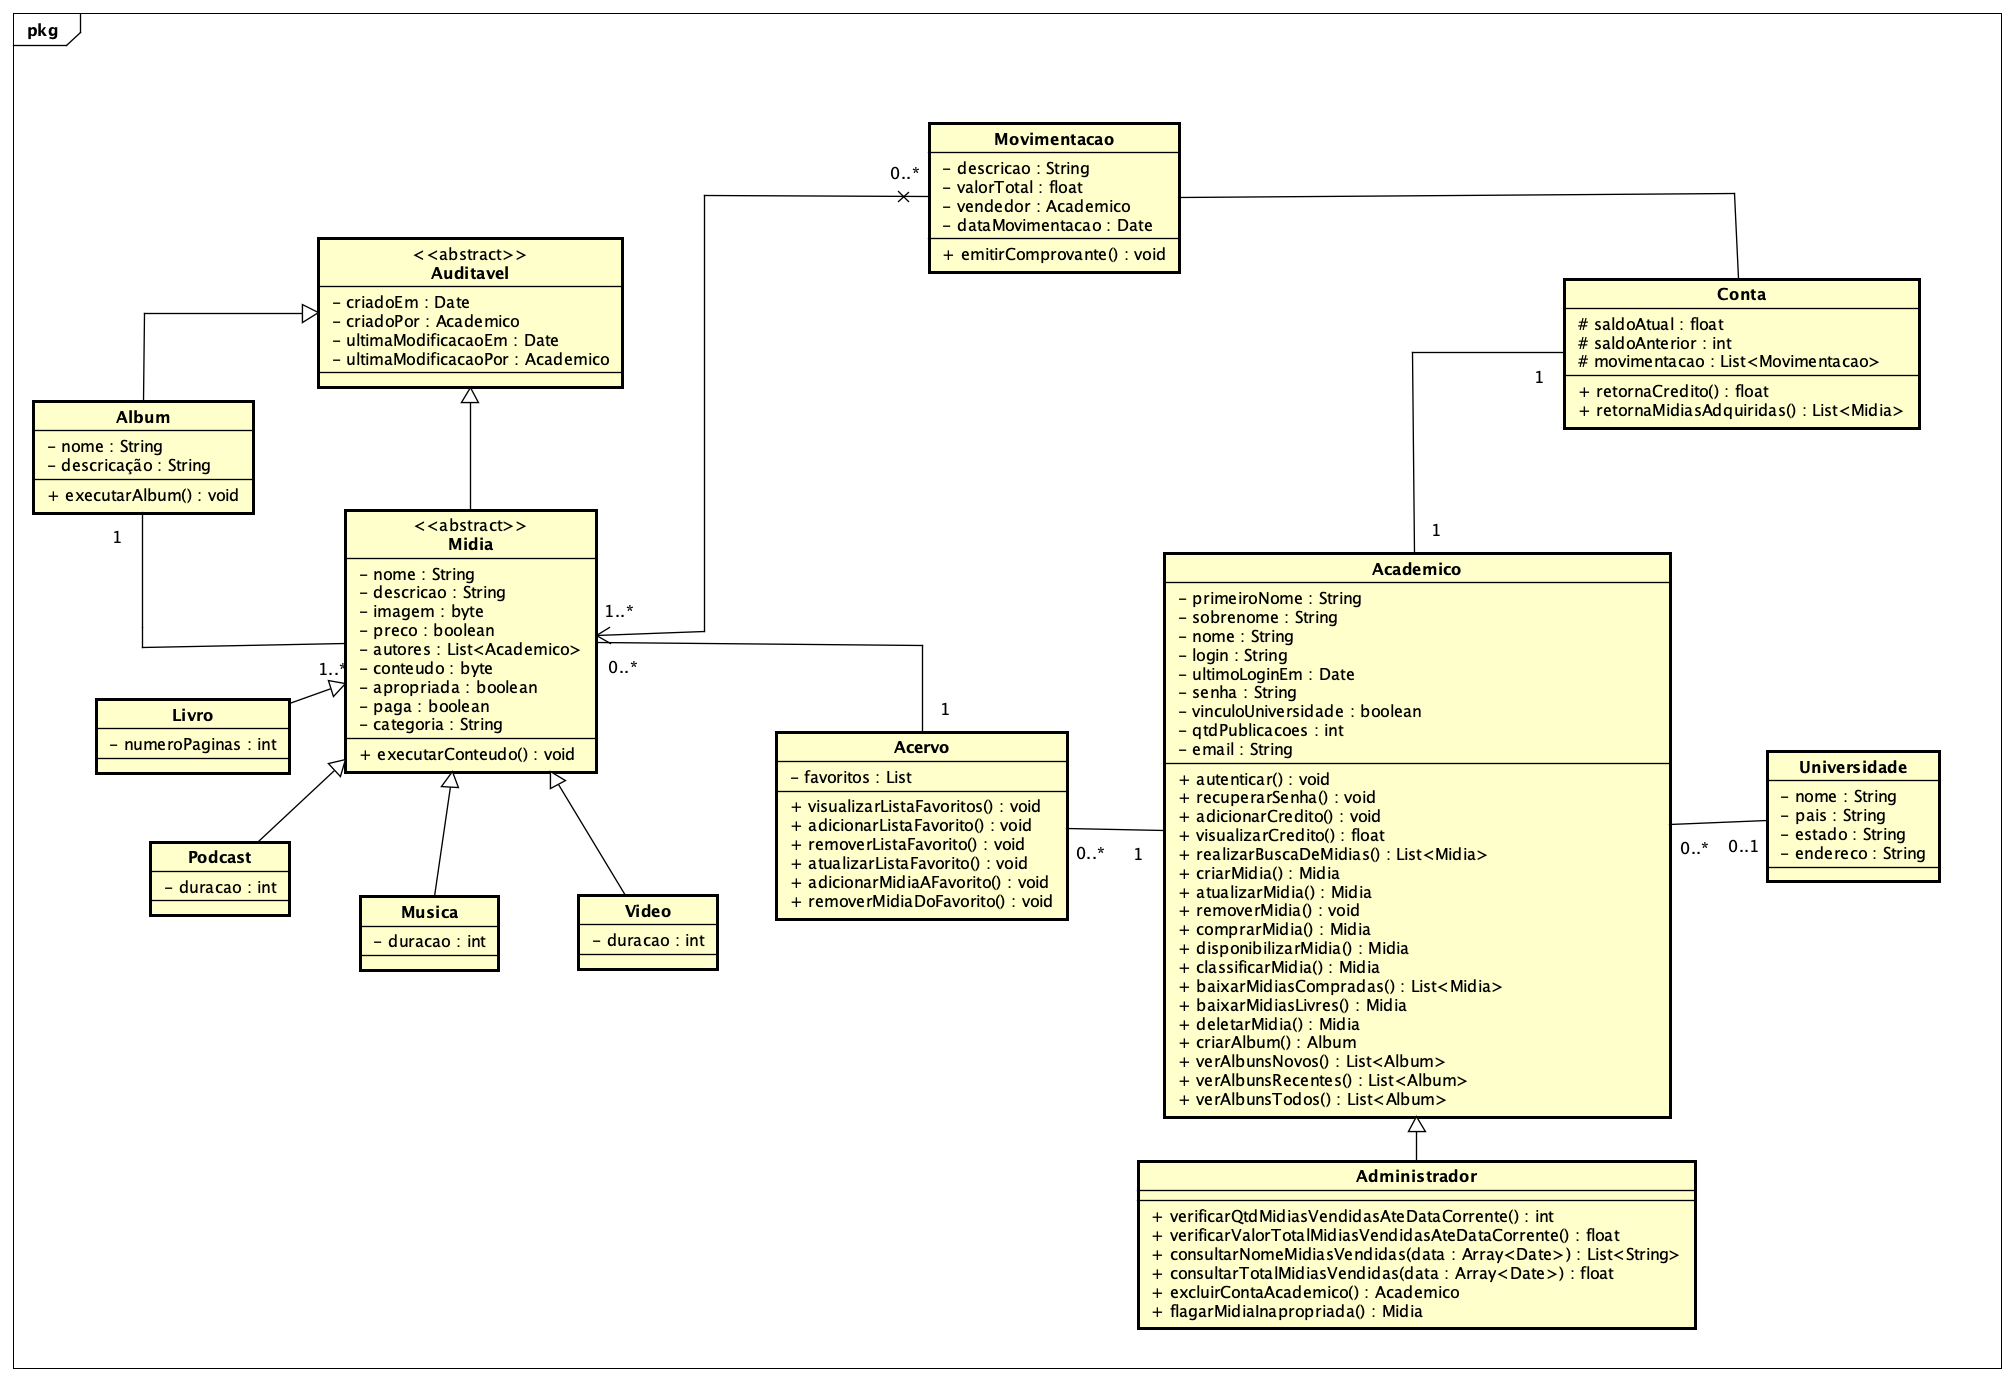 pkg
Movimentacao
- descricao : String
- valorTotal : float
- vendedor : Academico
- dataMovimentacao : Date
+ emitirComprovante() : void
0..*
<<abstract>>
Auditavel
- criadoEm : Date
- criadoPor : Academico
- ultimaModificacaoEm : Date
- ultimaModificacaoPor : Academico
Conta
# saldoAtual : float
# saldoAnterior : int
# movimentacao : List<Movimentacao>
+ retornaCredito() : float
+ retornaMidiasAdquiridas() : List<Midia>
1
1
Album
- nome : String
- descricação : String
+ executarAlbum() : void
1
<<abstract>>
Midia
- nome : String
- descricao : String
- imagem : byte
- preco : boolean
- autores : List<Academico>
- conteudo : byte
- apropriada : boolean
- paga : boolean
- categoria : String
+ executarConteudo() : void
1..*
1..*
0..*
1
Livro
- numeroPaginas : int
Podcast
- duracao : int
Musica
- duracao : int
Video
- duracao : int
Acervo
- favoritos : List
+ visualizarListaFavoritos() : void
+ adicionarListaFavorito() : void
+ removerListaFavorito() : void
+ atualizarListaFavorito() : void
+ adicionarMidiaAFavorito() : void
+ removerMidiaDoFavorito() : void
0..* 1
Academico
- primeiroNome : String
- sobrenome : String
- nome : String
- login : String
- ultimoLoginEm : Date
- senha : String
- vinculoUniversidade : boolean
- qtdPublicacoes : int
- email : String
+ autenticar() : void
+ recuperarSenha() : void
+ adicionarCredito() : void
+ visualizarCredito() : float
+ realizarBuscaDeMidias() : List<Midia>
+ criarMidia() : Midia
+ atualizarMidia() : Midia
+ removerMidia() : void
+ comprarMidia() : Midia
+ disponibilizarMidia() : Midia
+ classificarMidia() : Midia
+ baixarMidiasCompradas() : List<Midia>
+ baixarMidiasLivres() : Midia
+ deletarMidia() : Midia
+ criarAlbum() : Album
+ verAlbunsNovos() : List<Album>
+ verAlbunsRecentes() : List<Album>
+ verAlbunsTodos() : List<Album>
0..* 0..1
Universidade
- nome : String
- pais : String
- estado : String
- endereco : String
Administrador
+ verificarQtdMidiasVendidasAteDataCorrente() : int
+ verificarValorTotalMidiasVendidasAteDataCorrente() : float
+ consultarNomeMidiasVendidas(data : Array<Date>) : List<String>
+ consultarTotalMidiasVendidas(data : Array<Date>) : float
+ excluirContaAcademico() : Academico
+ flagarMidiaInapropriada() : Midia